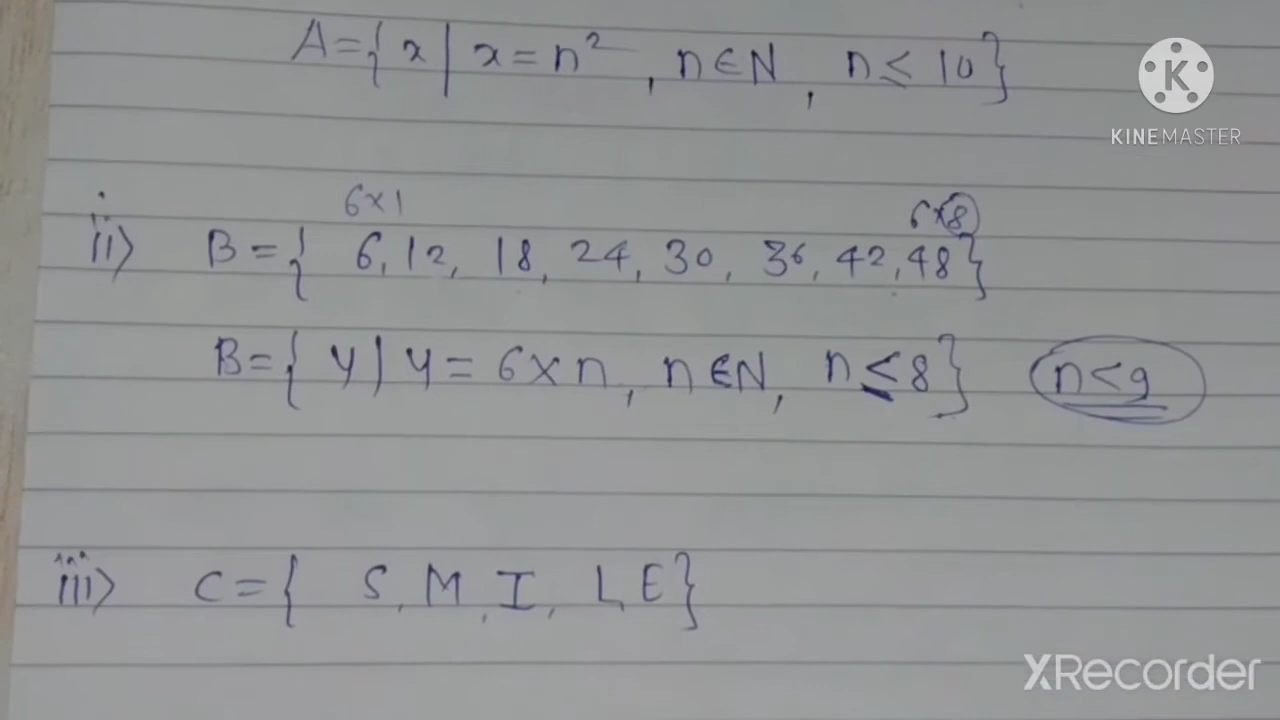 A={x| x=n², n∈N, n≤10}
K
KINEMASTER
6×1
6×8
ii) B={ 6, 12, 18, 24, 30, 36, 42, 48}
B={ y| y=6×n, n∈N, n≤8} n<9
iii) C={ S, M, I, L, E}
XRecorder